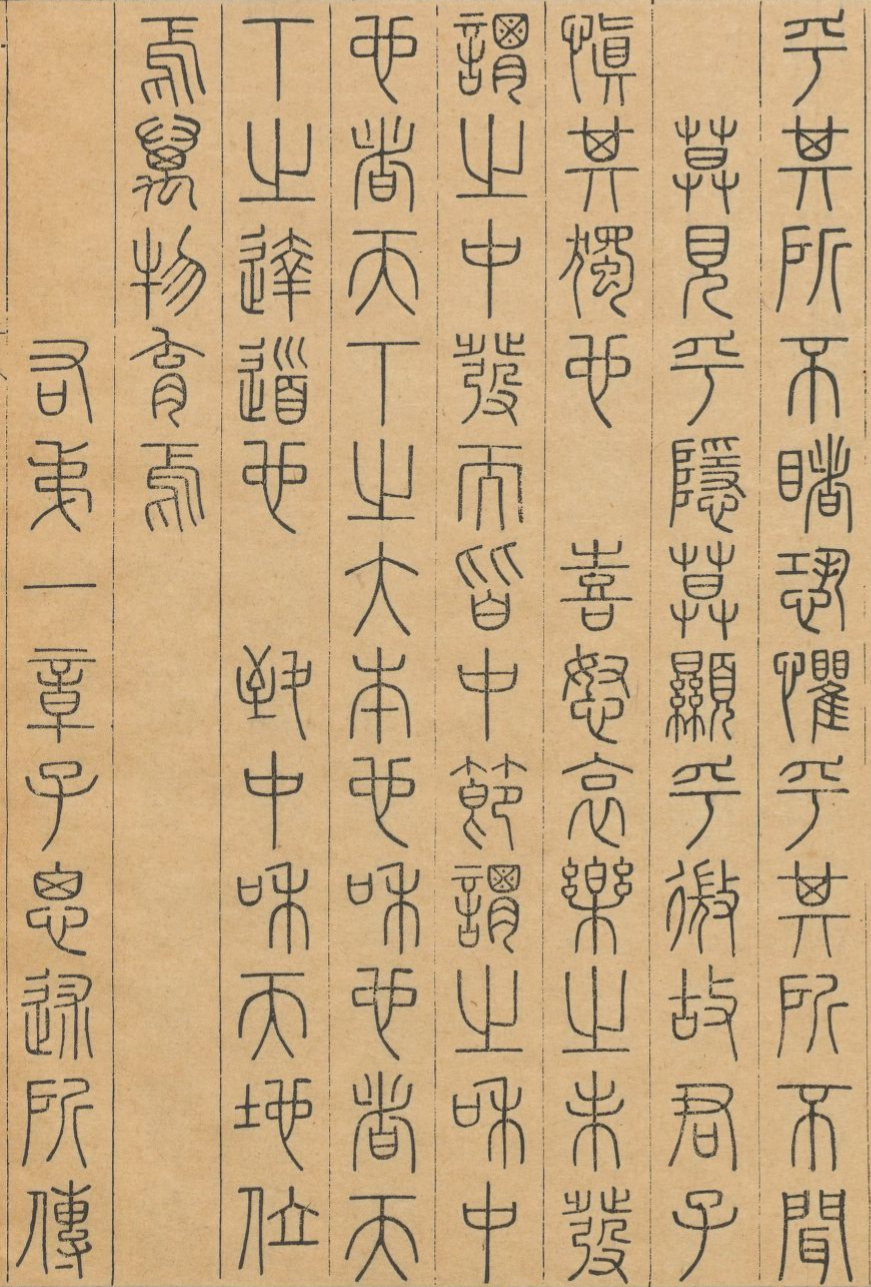 乎其所不睹恐懼乎其所不聞
莫見乎隱莫顯乎微故君子
慎其獨也　喜怒哀樂之未發
謂之中發而皆中節謂之和中
也者天下之大本也和也者天
下之達道也　致中和天地位
焉萬物育焉
右弟一章子思述所傳